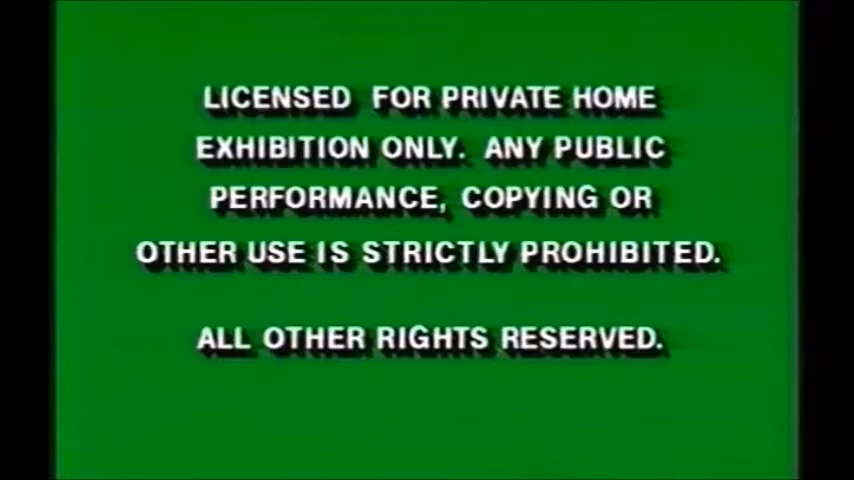 LICENSED FOR PRIVATE HOME
EXHIBITION ONLY. ANY PUBLIC
PERFORMANCE, COPYING OR
OTHER USE IS STRICTLY PROHIBITED.
ALL OTHER RIGHTS RESERVED.